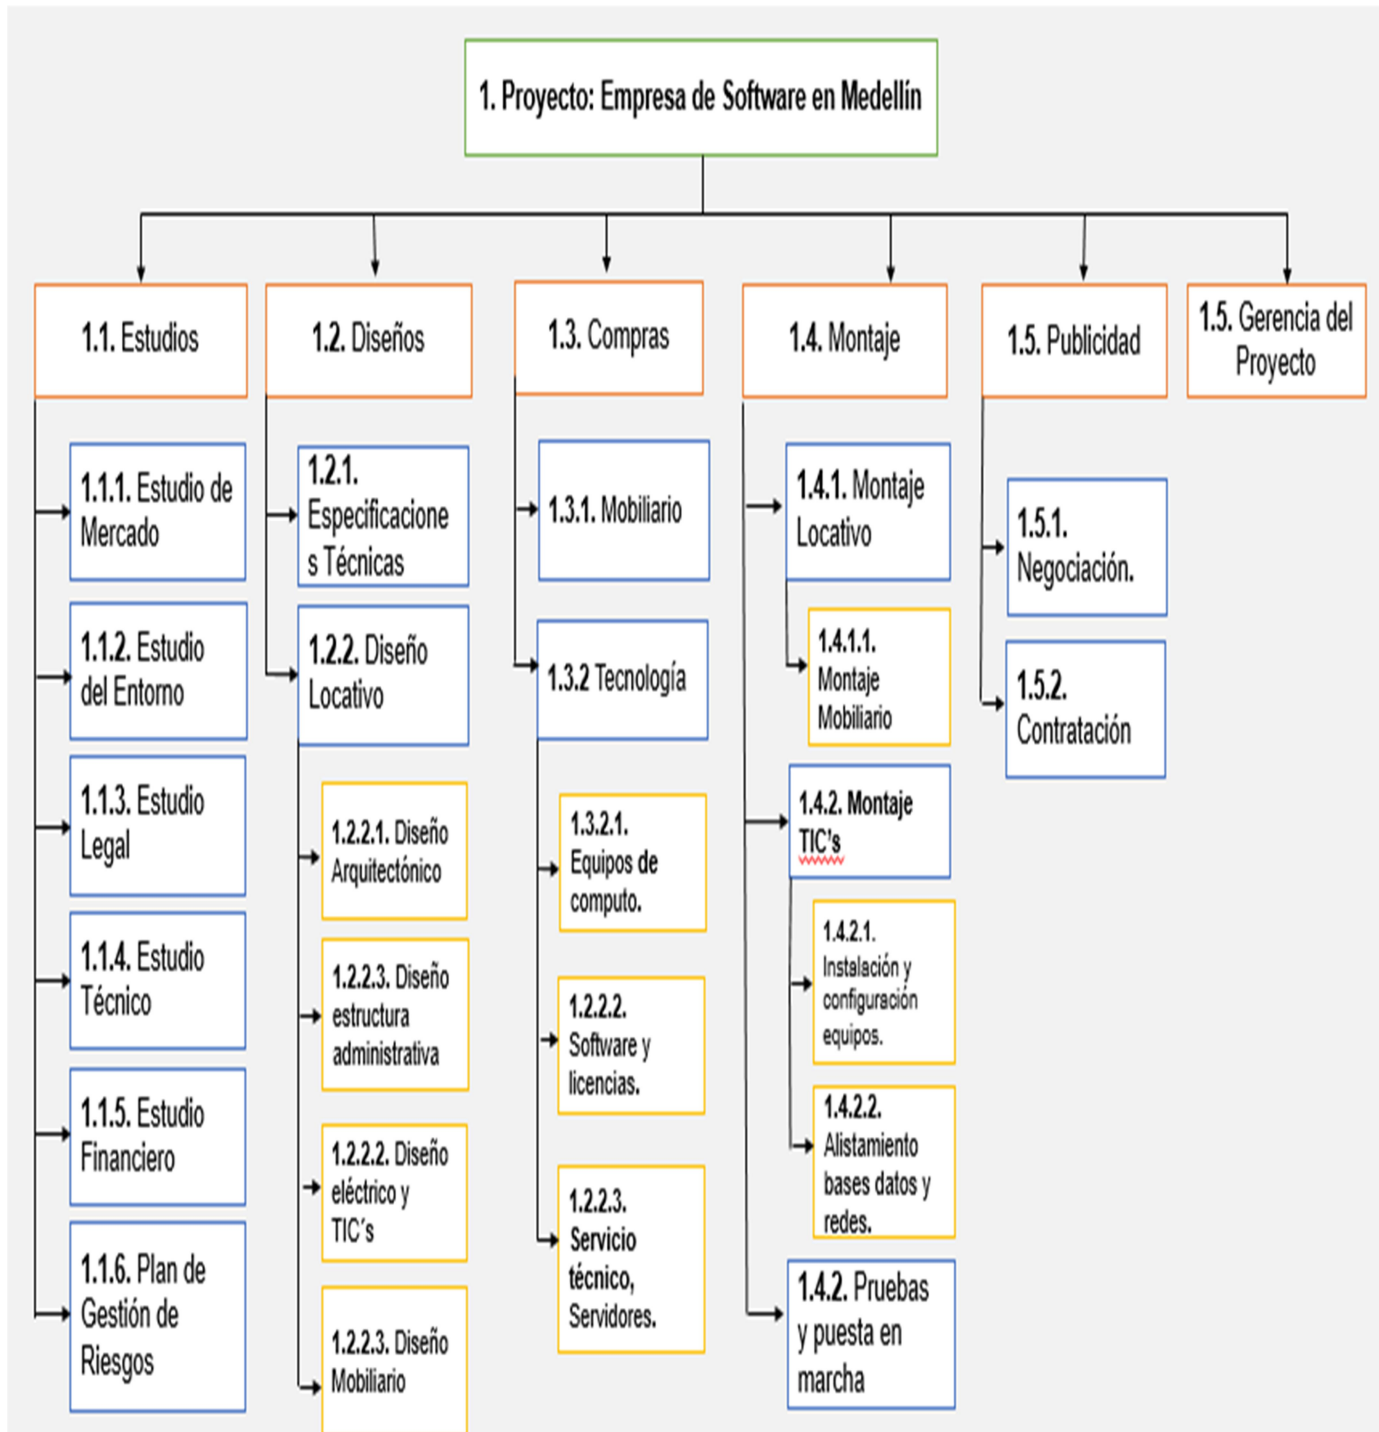 1. Proyecto: Empresa de Software en Medellín
1.1. Estudios
1.1.1. Estudio de
Mercado
1.1.2. Estudio
del Entorno
1.1.3. Estudio
Legal
1.1.4. Estudio
Técnico
1.1.5. Estudio
Financiero
1.1.6. Plan de
Gestión de
Riesgos
1.2. Diseños
1.2.1.
Especificacione
s Técnicas
1.2.2. Diseño
Locativo
1.2.2.1. Diseño
Arquitectónico
1.2.2.3. Diseño
estructura
administrativa
1.2.2.2. Diseño
eléctrico y
TIC´s
1.2.2.3. Diseño
Mobiliario
1.3. Compras
1.3.1. Mobiliario
1.3.2 Tecnología
1.3.2.1.
Equipos de
computo.
1.2.2.2.
Software y
licencias.
1.2.2.3.
Servicio
técnico,
Servidores.
1.4. Montaje
1.4.1. Montaje
Locativo
1.4.1.1.
Montaje
Mobiliario
1.4.2. Montaje
TIC's
1.4.2.1.
Instalación y
configuración
equipos.
1.4.2.2.
Alistamiento
bases datos y
redes.
1.4.2. Pruebas
y puesta en
marcha
1.5. Publicidad
1.5.1.
Negociación.
1.5.2.
Contratación
1.5. Gerencia del
Proyecto